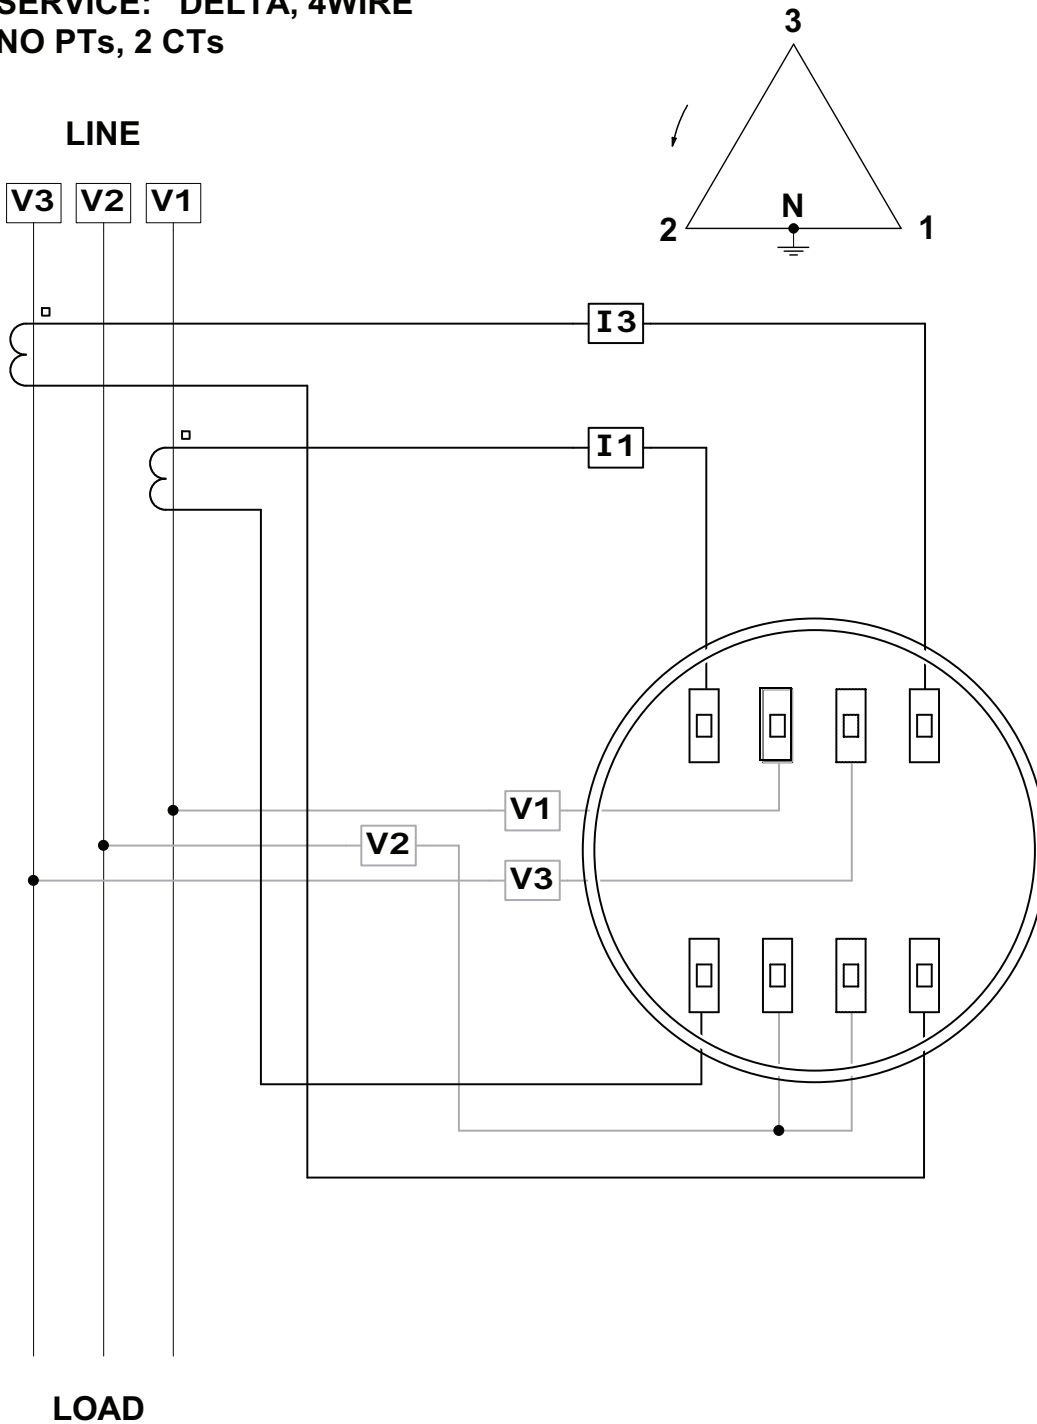 SERVICE: DELTA, 4WIRE
NO PTs, 2 CTs
3
LINE
V3 V2 V1
N
2 1
I3
I1
V1
V2
V3
LOAD